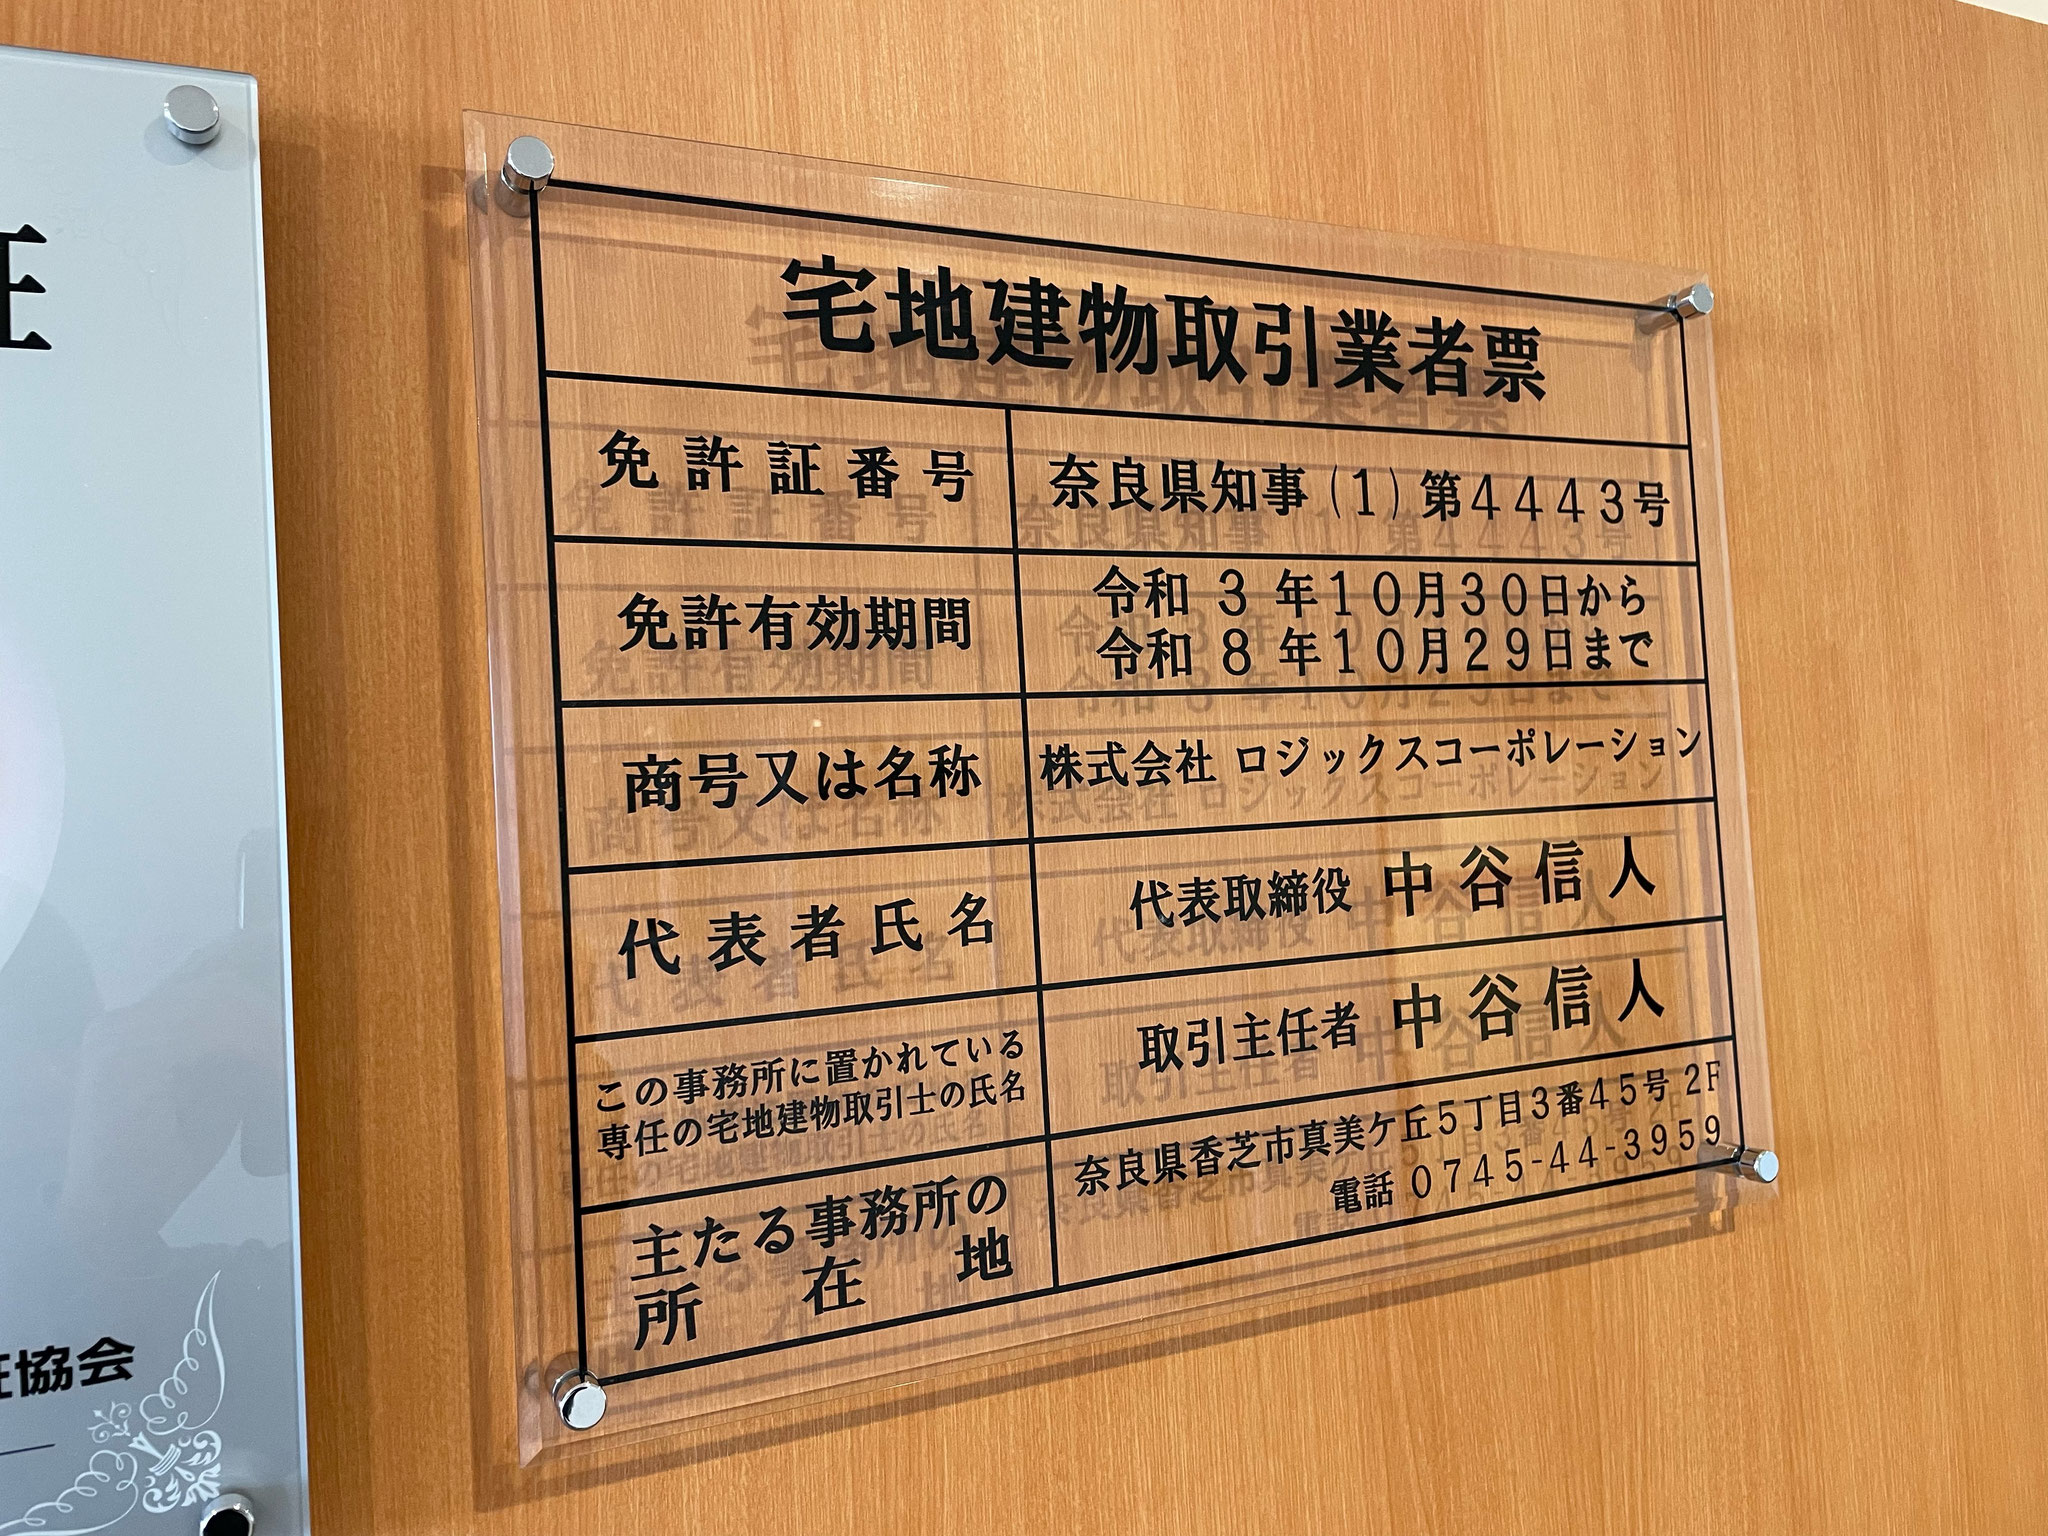 宅地建物取引業者票
免許証番号
奈良県知事(1)第4443号
免許有効期間
令和 3 年10月30日から
令和 8 年10月29日まで
商号又は名称
株式会社 ロジックスコーポレーション
代表者氏名
代表取締役 中谷信人
この事務所に置かれている
専任の宅地建物取引士の氏名
取引主任者 中谷信人
主たる事務所の
所在地
奈良県香芝市真美ケ丘5丁目3番45号 2F
電話 0745-44-3959
協会